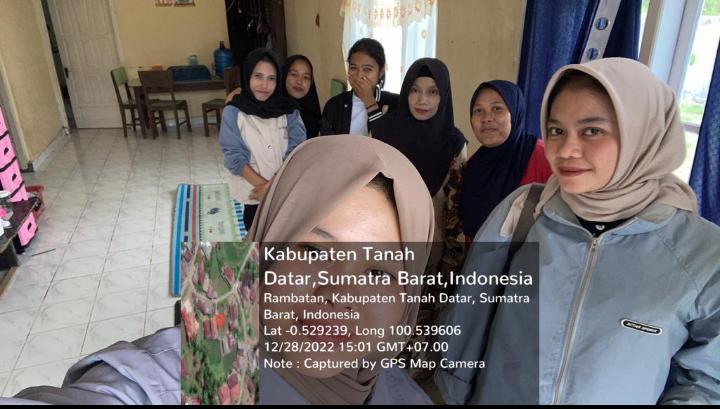 Kabupaten Tanah
Datar,Sumatra Barat,Indonesia
Rambatan, Kabupaten Tanah Datar, Sumatra
Barat, Indonesia
Lat -0.529239, Long 100.539606
12/28/2022 15:01 GMT+07.00
Note : Captured by GPS Map Camera